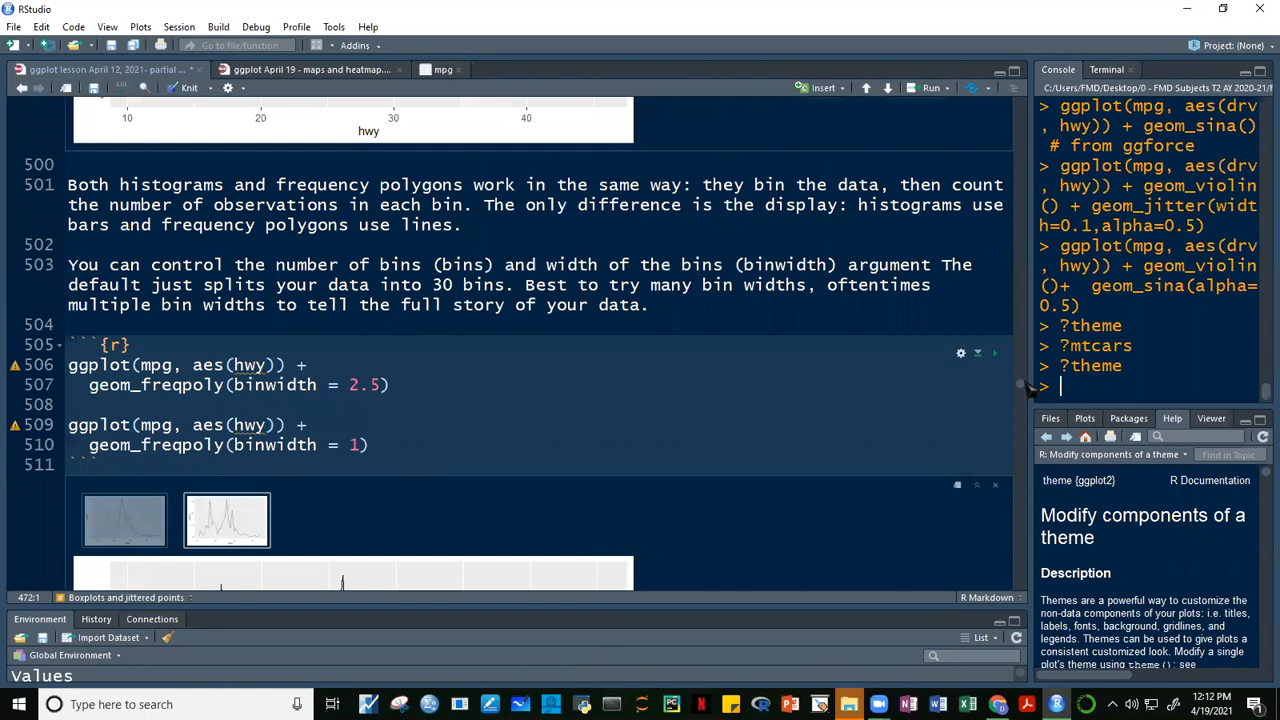 RStudio
File Edit Code View Plots Session Build Debug Profile Tools Help
Go to file/function Addins Project: (None)
ggplot lesson April 12, 2021- partial ... * ggplot April 19 - maps and heatmap.... mpg
Knit Insert Run
10 20 30 40
hwy
500
501 Both histograms and frequency polygons work in the same way: they bin the data, then count
the number of observations in each bin. The only difference is the display: histograms use
bars and frequency polygons use lines.
502
503 You can control the number of bins (bins) and width of the bins (binwidth) argument The
default just splits your data into 30 bins. Best to try many bin widths, oftentimes
multiple bin widths to tell the full story of your data.
504
505 ```{r}
506 ggplot(mpg, aes(hwy)) +
507 geom_freqpoly(binwidth = 2.5)
508
509 ggplot(mpg, aes(hwy)) +
510 geom_freqpoly(binwidth = 1)
511 ```
472:1 # Boxplots and jittered points R Markdown
Environment History Connections
Import Dataset List
Global Environment
Values
Console Terminal
C:/Users/FMD/Desktop/0 - FMD Subjects T2 AY 2020-21/F
> ggplot(mpg, aes(drv
, hwy)) + geom_sina()
# from ggforce
> ggplot(mpg, aes(drv
, hwy)) + geom_violin
() + geom_jitter(widt
h=0.1,alpha=0.5)
> ggplot(mpg, aes(drv
, hwy)) + geom_violin
()+ geom_sina(alpha=
0.5)
> ?theme
> ?mtcars
> ?theme
>
Files Plots Packages Help Viewer
R: Modify components of a theme Find in Topic
theme {ggplot2} R Documentation
Modify components of a
theme
Description
Themes are a powerful way to customize the
non-data components of your plots: i.e. titles,
labels, fonts, background, gridlines, and
legends. Themes can be used to give plots a
consistent customized look. Modify a single
plot's theme using theme(); see
Type here to search
12:12 PM
4/19/2021